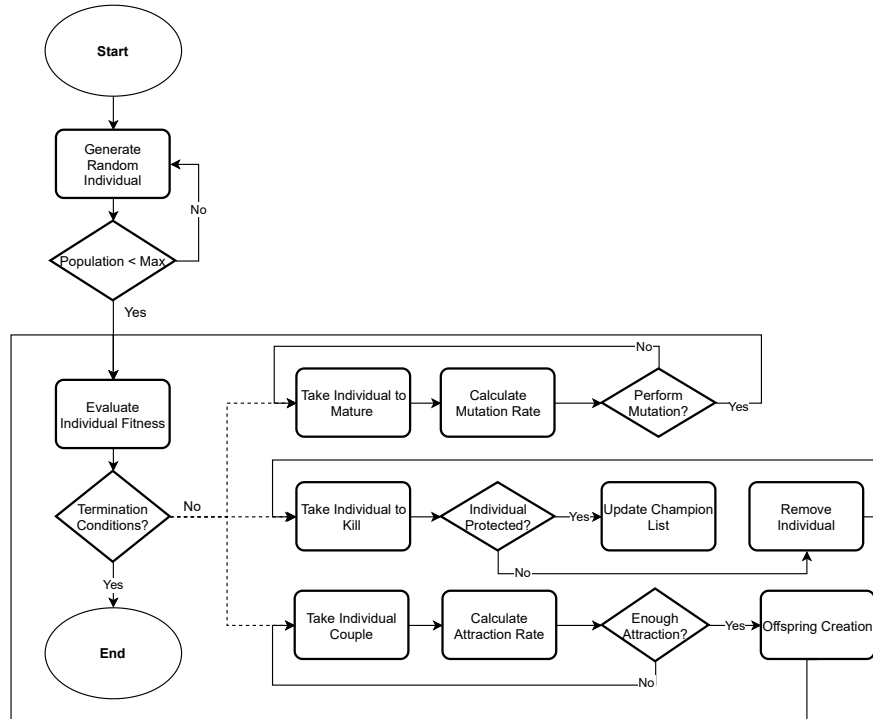 Start
Generate
Random
Individual
No
Population < Max
Yes
No
Take Individual to
Mature
Calculate
Mutation Rate
Perform
Mutation?
Yes
Evaluate
Individual Fitness
Termination
Conditions?
No
Take Individual to
Kill
Individual
Protected?
Yes
Update Champion
List
Remove
Individual
No
Yes
Take Individual
Couple
Calculate
Attraction Rate
Enough
Attraction?
Yes
Offspring Creation
No
End